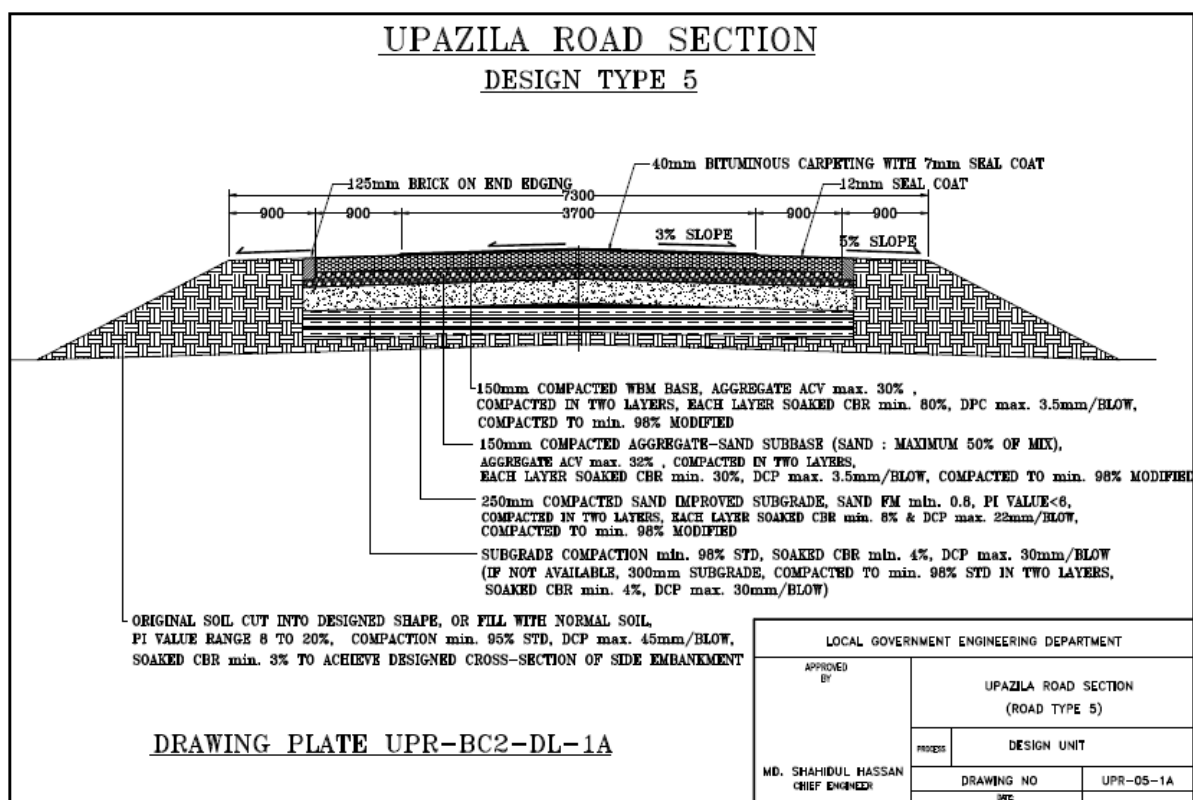 UPAZILA ROAD SECTION
DESIGN TYPE 5
40mm BITUMINOUS CARPETING WITH 7mm SEAL COAT
125mm BRICK ON END EDGING
12mm SEAL COAT
7300
900
900
3700
900
900
3% SLOPE
5% SLOPE
150mm COMPACTED WBM BASE, AGGREGATE ACV max. 30% ,
COMPACTED IN TWO LAYERS, EACH LAYER SOAKED CBR min. 80%, DPC max. 3.5mm/BLOW,
COMPACTED TO min. 98% MODIFIED
150mm COMPACTED AGGREGATE-SAND SUBBASE (SAND : MAXIMUM 50% OF MIX),
AGGREGATE ACV max. 32% , COMPACTED IN TWO LAYERS,
EACH LAYER SOAKED CBR min. 30%, DCP max. 3.5mm/BLOW, COMPACTED TO min. 98% MODIFIED
250mm COMPACTED SAND IMPROVED SUBGRADE, SAND FM min. 0.8, PI VALUE<6,
COMPACTED IN TWO LAYERS, EACH LAYER SOAKED CBR min. 8% & DCP max. 22mm/BLOW,
COMPACTED TO min. 98% MODIFIED
SUBGRADE COMPACTION min. 98% STD, SOAKED CBR min. 4%, DCP max. 30mm/BLOW
(IF NOT AVAILABLE, 300mm SUBGRADE, COMPACTED TO min. 98% STD IN TWO LAYERS,
SOAKED CBR min. 4%, DCP max. 30mm/BLOW)
ORIGINAL SOIL CUT INTO DESIGNED SHAPE, OR FILL WITH NORMAL SOIL,
PI VALUE RANGE 8 TO 20%, COMPACTION min. 95% STD, DCP max. 45mm/BLOW,
SOAKED CBR min. 3% TO ACHIEVE DESIGNED CROSS-SECTION OF SIDE EMBANKMENT
DRAWING PLATE UPR-BC2-DL-1A
LOCAL GOVERNMENT ENGINEERING DEPARTMENT
APPROVED
BY
MD. SHAHIDUL HASSAN
CHIEF ENGINEER
UPAZILA ROAD SECTION
(ROAD TYPE 5)
PROCESS
DESIGN UNIT
DRAWING NO
UPR-05-1A